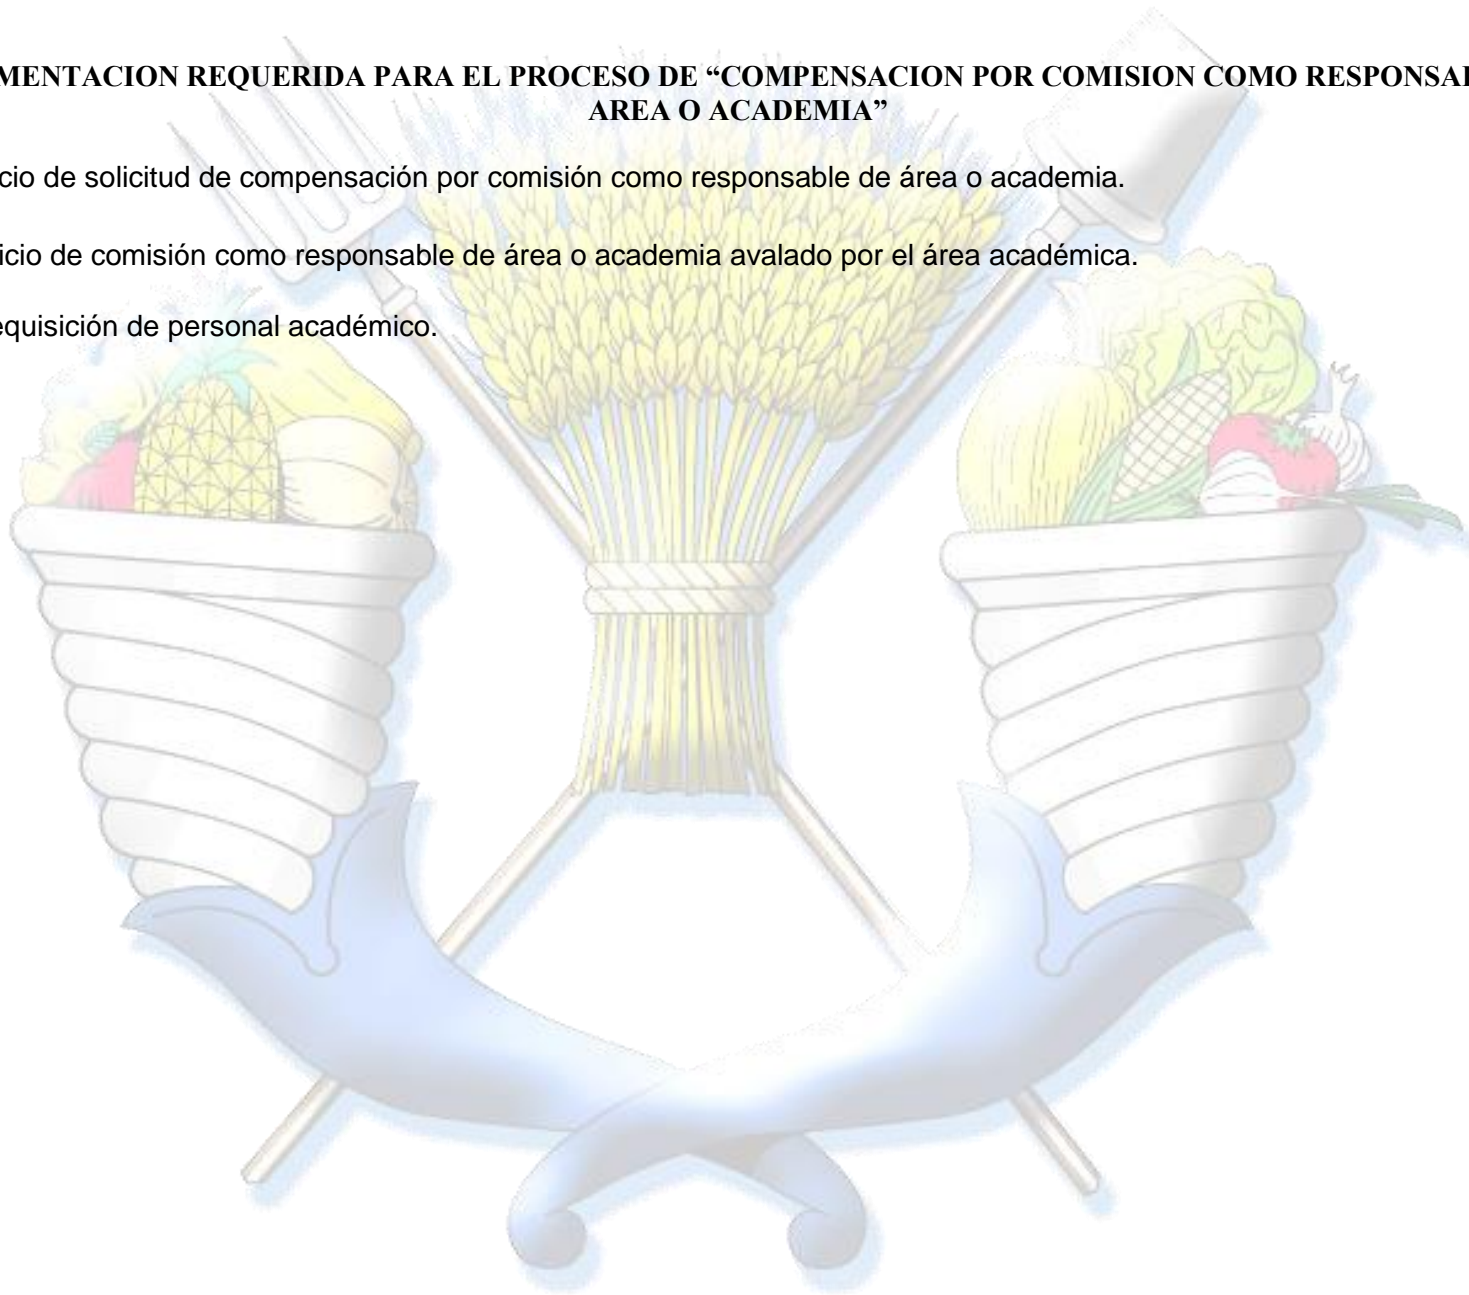 MENTACION REQUERIDA PARA EL PROCESO DE “COMPENSACION POR COMISION COMO RESPONSA
AREA O ACADEMIA”
cio de solicitud de compensación por comisión como responsable de área o academia.
icio de comisión como responsable de área o academia avalado por el área académica.
equisición de personal académico.